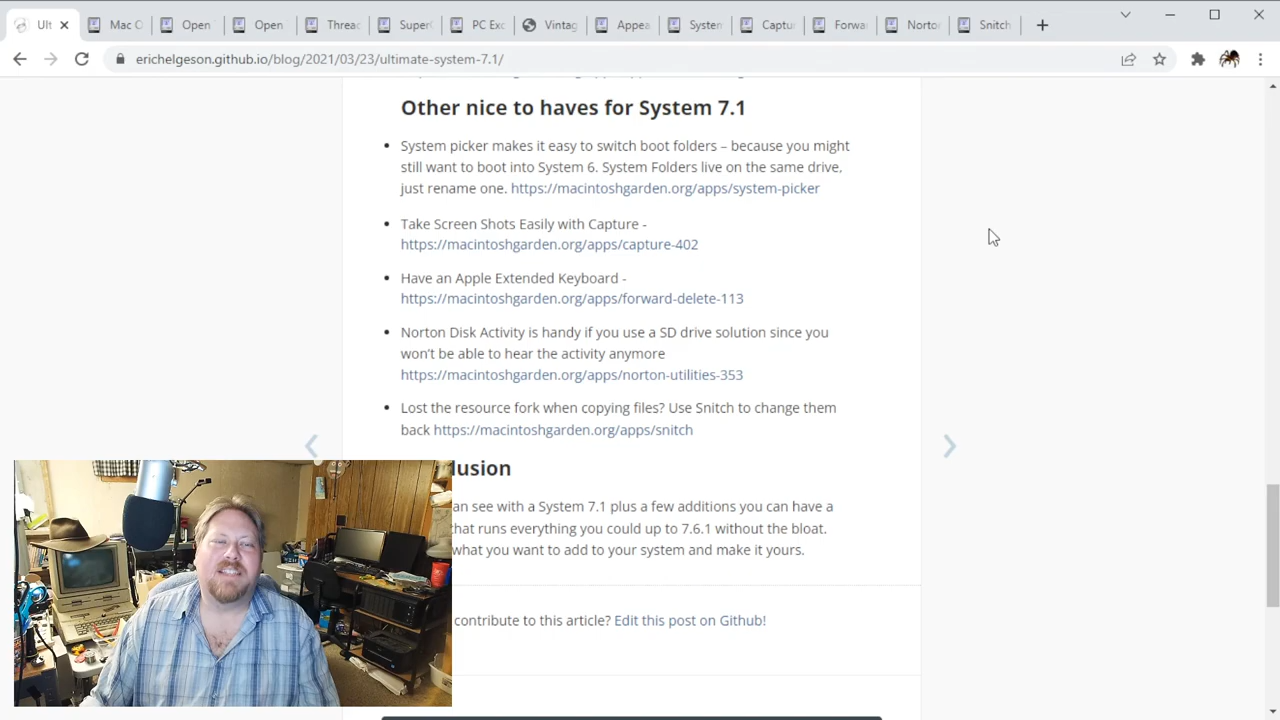 Ult
Mac O
Open
Open
Threa
Super
PC Exc
Vintag
Appea
System
Captu
Forwa
Norto
Snitch
erichelgeson.github.io/blog/2021/03/23/ultimate-system-7.1/
Other nice to haves for System 7.1
System picker makes it easy to switch boot folders – because you might
still want to boot into System 6. System Folders live on the same drive,
just rename one. https://macintoshgarden.org/apps/system-picker
Take Screen Shots Easily with Capture -
https://macintoshgarden.org/apps/capture-402
Have an Apple Extended Keyboard -
https://macintoshgarden.org/apps/forward-delete-113
Norton Disk Activity is handy if you use a SD drive solution since you
won't be able to hear the activity anymore
https://macintoshgarden.org/apps/norton-utilities-353
Lost the resource fork when copying files? Use Snitch to change them
back https://macintoshgarden.org/apps/snitch
lusion
an see with a System 7.1 plus a few additions you can have a
that runs everything you could up to 7.6.1 without the bloat.
what you want to add to your system and make it yours.
contribute to this article? Edit this post on Github!